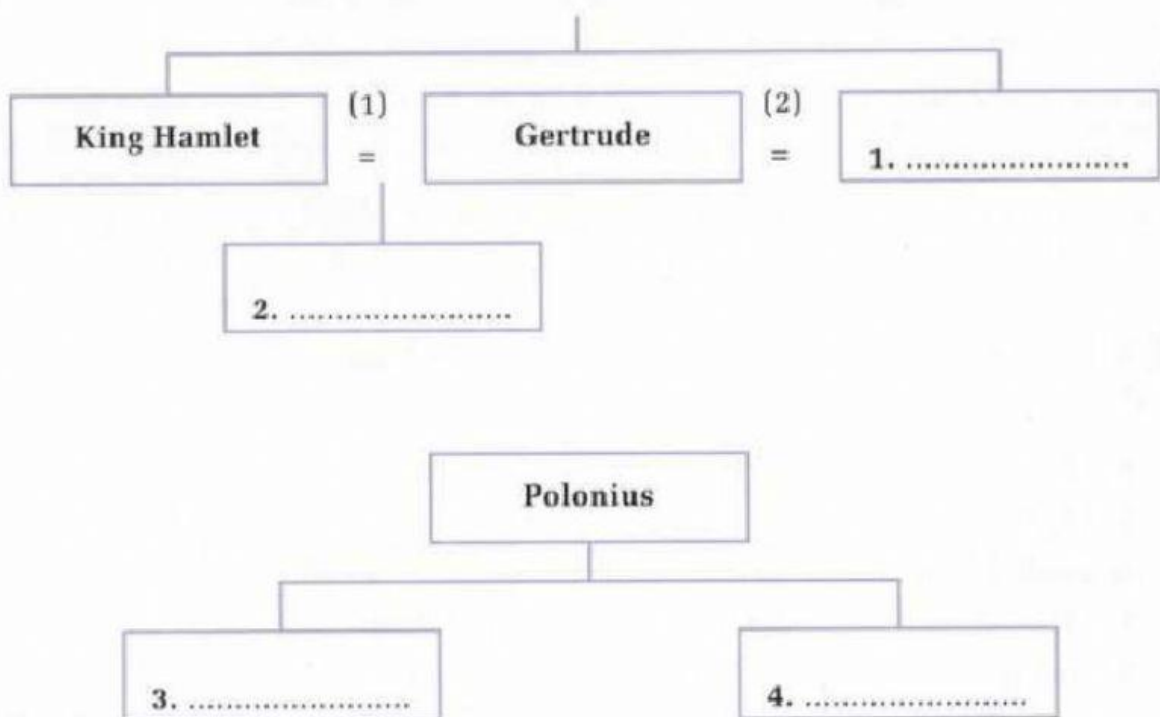 (1) (2)
King Hamlet = Gertrude = 1. ........................
2. ........................
Polonius
3. ........................ 4. ........................